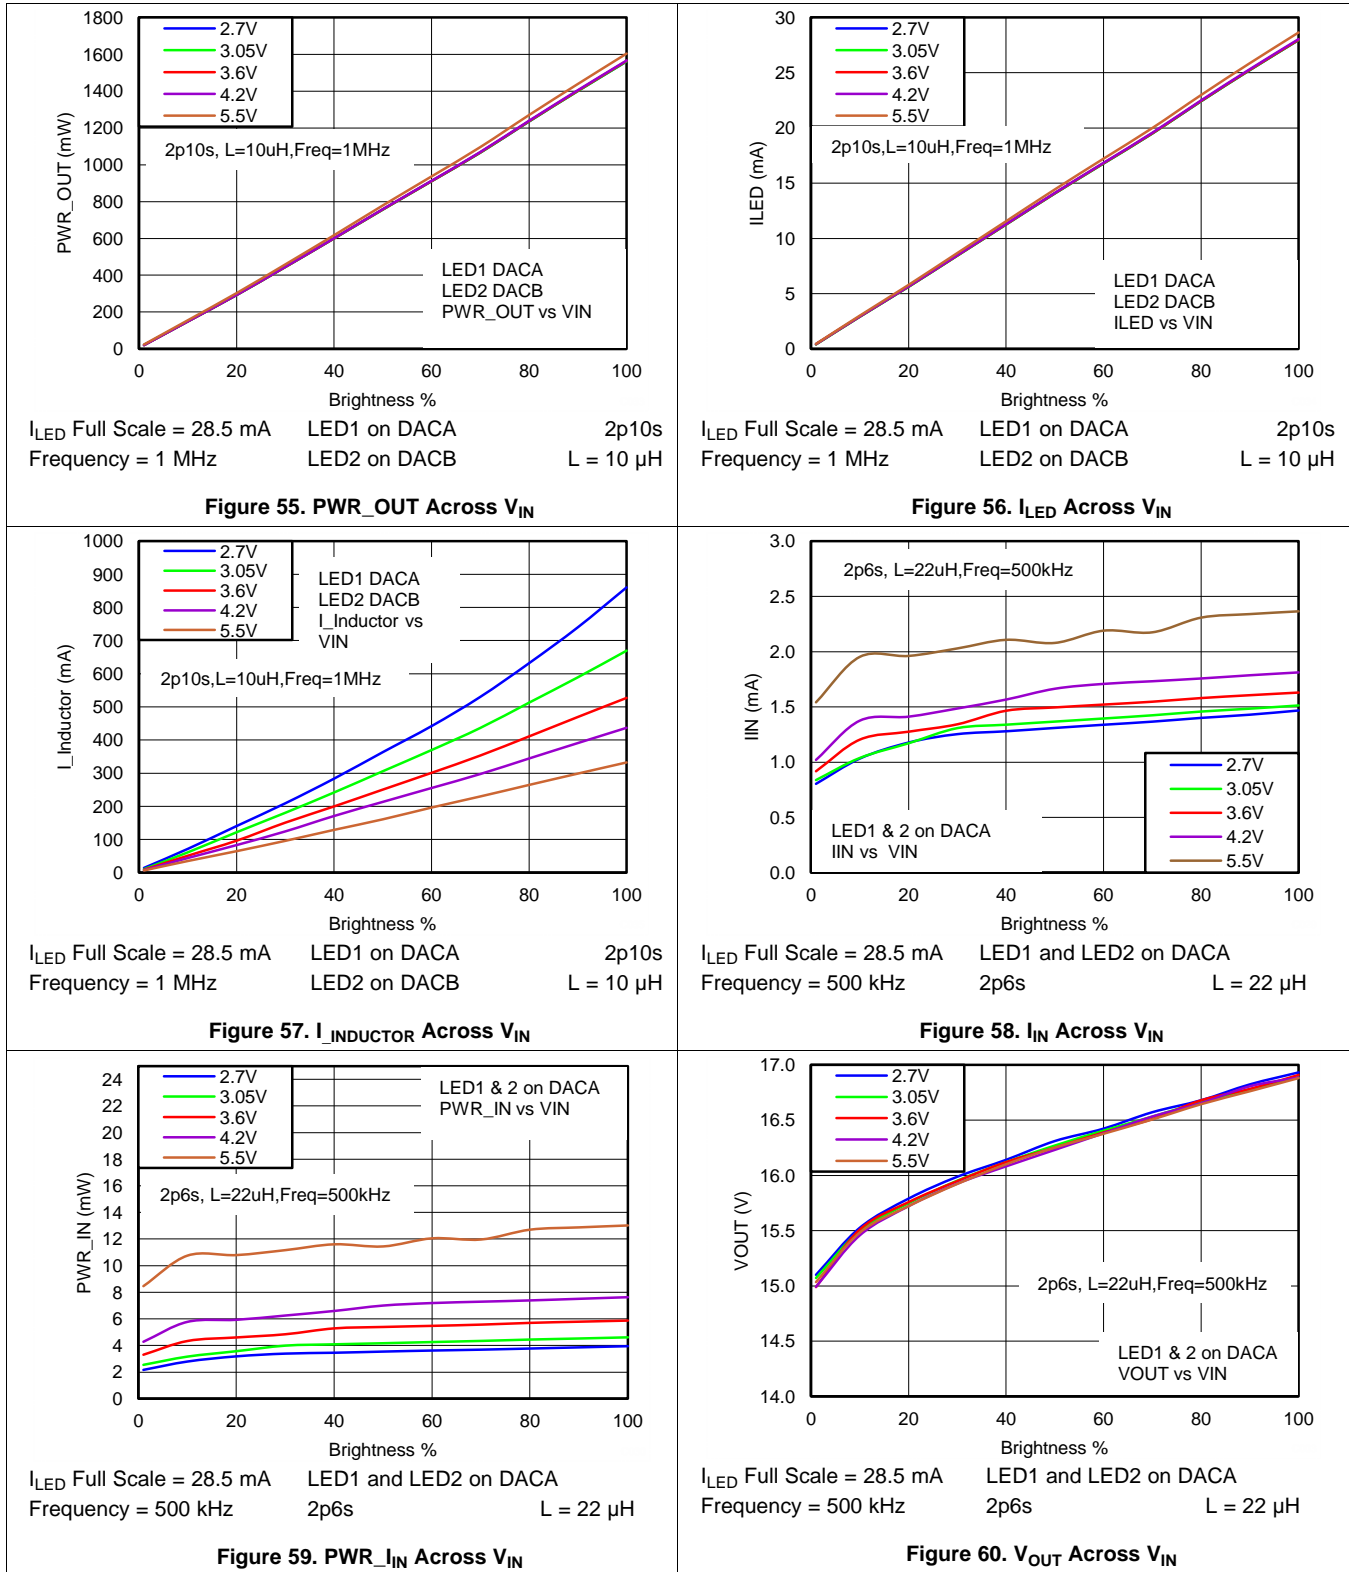 1800
1600
1400
1200
1000
800
600
400
200
0
PWR_OUT (mW)
2.7V
3.05V
3.6V
4.2V
5.5V
2p10s, L=10uH,Freq=1MHz
LED1 DACA
LED2 DACB
PWR_OUT vs VIN
0 20 40 60 80 100
Brightness %
ILED Full Scale = 28.5 mA LED1 on DACA 2p10s
Frequency = 1 MHz LED2 on DACB L = 10 µH
Figure 55. PWR_OUT Across VIN
30
25
20
15
10
5
0
ILED (mA)
2.7V
3.05V
3.6V
4.2V
5.5V
2p10s,L=10uH,Freq=1MHz
LED1 DACA
LED2 DACB
ILED vs VIN
0 20 40 60 80 100
Brightness %
ILED Full Scale = 28.5 mA LED1 on DACA 2p10s
Frequency = 1 MHz LED2 on DACB L = 10 µH
Figure 56. ILED Across VIN
1000
900
800
700
600
500
400
300
200
100
0
I_Inductor (mA)
2.7V
3.05V
3.6V
4.2V
5.5V
LED1 DACA
LED2 DACB
I_Inductor vs
VIN
2p10s,L=10uH,Freq=1MHz
0 20 40 60 80 100
Brightness %
ILED Full Scale = 28.5 mA LED1 on DACA 2p10s
Frequency = 1 MHz LED2 on DACB L = 10 µH
Figure 57. I_INDUCTOR Across VIN
3.0
2.5
2.0
1.5
1.0
0.5
0.0
IIN (mA)
2p6s, L=22uH,Freq=500kHz
2.7V
3.05V
3.6V
4.2V
5.5V
LED1 & 2 on DACA
IIN vs VIN
0 20 40 60 80 100
Brightness %
ILED Full Scale = 28.5 mA LED1 and LED2 on DACA
Frequency = 500 kHz 2p6s L = 22 µH
Figure 58. IIN Across VIN
24
22
20
18
16
14
12
10
8
6
4
2
0
PWR_IN (mW)
2.7V
3.05V
3.6V
4.2V
5.5V
LED1 & 2 on DACA
PWR_IN vs VIN
2p6s, L=22uH,Freq=500kHz
0 20 40 60 80 100
Brightness %
ILED Full Scale = 28.5 mA LED1 and LED2 on DACA
Frequency = 500 kHz 2p6s L = 22 µH
Figure 59. PWR_IIN Across VIN
17.0
16.5
16.0
15.5
15.0
14.5
14.0
VOUT (V)
2.7V
3.05V
3.6V
4.2V
5.5V
2p6s, L=22uH,Freq=500kHz
LED1 & 2 on DACA
VOUT vs VIN
0 20 40 60 80 100
Brightness %
ILED Full Scale = 28.5 mA LED1 and LED2 on DACA
Frequency = 500 kHz 2p6s L = 22 µH
Figure 60. VOUT Across VIN